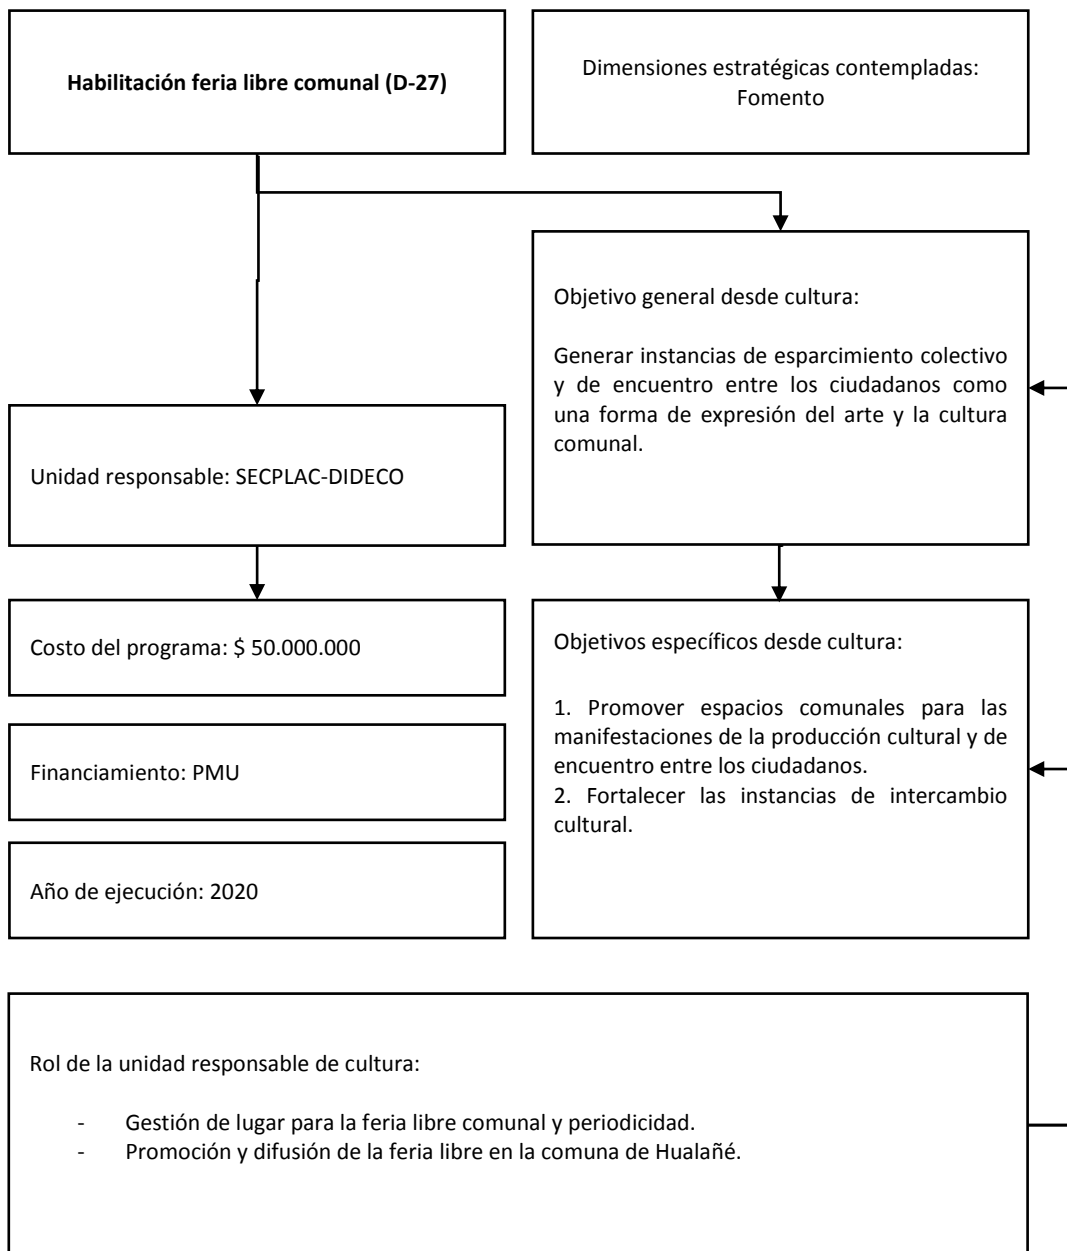 Habilitación feria libre comunal (D-27)
Dimensiones estratégicas contempladas:
Fomento
Objetivo general desde cultura:
Generar instancias de esparcimiento colectivo
y de encuentro entre los ciudadanos como
una forma de expresión del arte y la cultura
comunal.
Unidad responsable: SECPLAC-DIDECO
Costo del programa: $ 50.000.000
Financiamiento: PMU
Año de ejecución: 2020
Objetivos específicos desde cultura:
1. Promover espacios comunales para las
manifestaciones de la producción cultural y de
encuentro entre los ciudadanos.
2. Fortalecer las instancias de intercambio
cultural.
Rol de la unidad responsable de cultura:
- Gestión de lugar para la feria libre comunal y periodicidad.
- Promoción y difusión de la feria libre en la comuna de Hualañé.